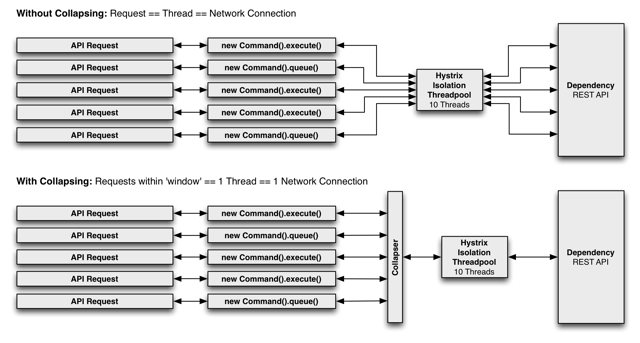 Without Collapsing: Request == Thread == Network Connection
API Request
new Command().execute()
API Request
new Command().queue()
API Request
new Command().execute()
API Request
new Command().execute()
API Request
new Command().queue()
Hystrix
Isolation
Threadpool
10 Threads
Dependency
REST API
With Collapsing: Requests within 'window' == 1 Thread == 1 Network Connection
API Request
new Command().execute()
API Request
new Command().queue()
API Request
new Command().execute()
API Request
new Command().execute()
API Request
new Command().queue()
Collapser
Hystrix
Isolation
Threadpool
10 Threads
Dependency
REST API